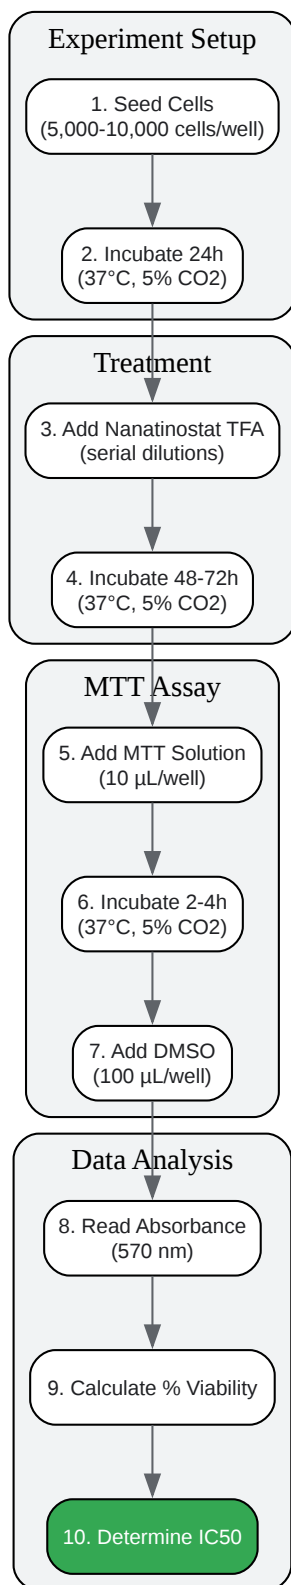 Experiment Setup
1. Seed Cells
(5,000-10,000 cells/well)
2. Incubate 24h
(37°C, 5% CO2)
Treatment
3. Add Nanatinostat TFA
(serial dilutions)
4. Incubate 48-72h
(37°C, 5% CO2)
MTT Assay
5. Add MTT Solution
(10 µL/well)
6. Incubate 2-4h
(37°C, 5% CO2)
7. Add DMSO
(100 µL/well)
Data Analysis
8. Read Absorbance
(570 nm)
9. Calculate % Viability
10. Determine IC50